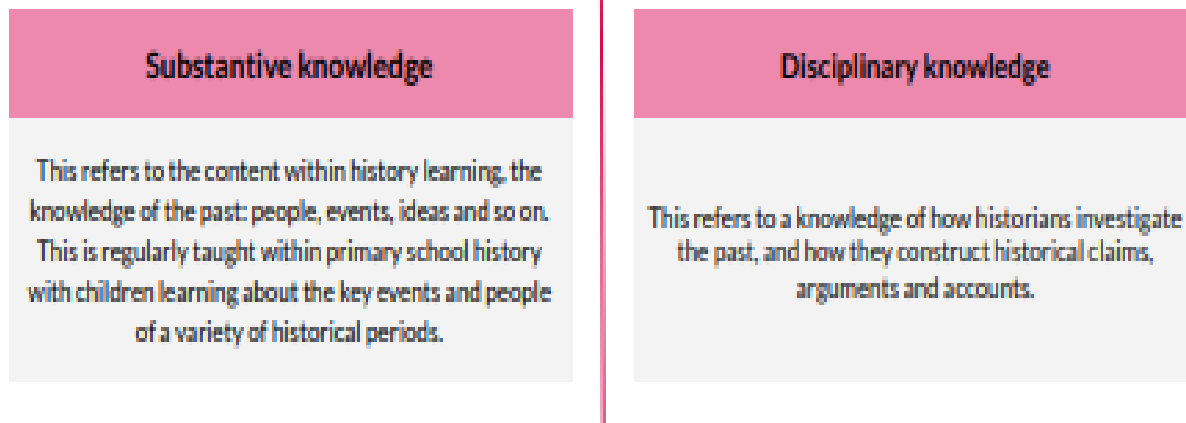 Substantive knowledge
This refers to the content within history learning, the
knowledge of the past: people, events, ideas and so on.
This is regularly taught within primary school history
with children learning about the key events and people
of a variety of historical periods.
Disciplinary knowledge
This refers to a knowledge of how historians investigate
the past, and how they construct historical claims,
arguments and accounts.